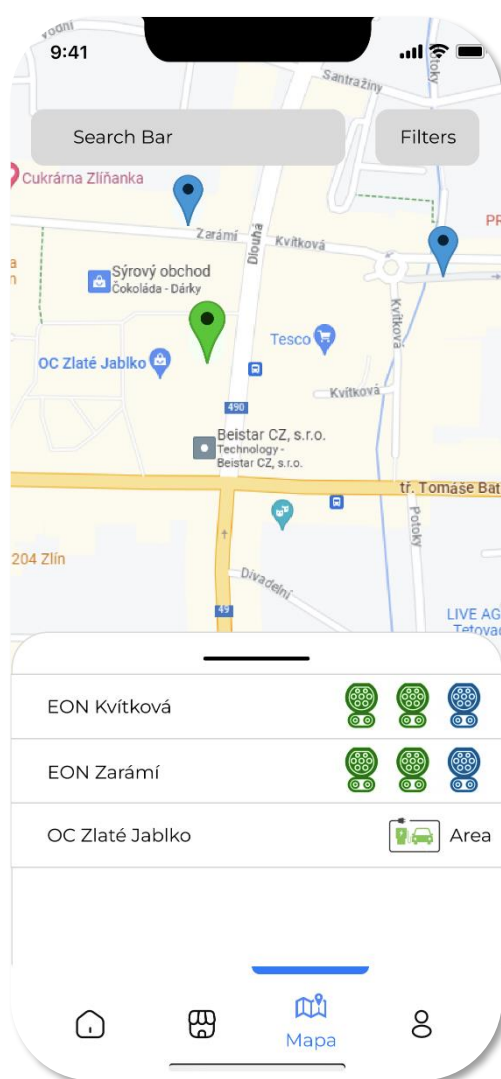 9:41
Santražiny
Potoky
Search Bar
Filters
Cukrárna Zlíňanka
Zarámí
Kvítková
Dlouhá
Sýrový obchod
Čokoláda - Dárky
Kvítková
Tesco
OC Zlaté Jablko
Kvítková
490
Beistar CZ, s.r.o.
Technology -
Beistar CZ, s.r.o.
tř. Tomáše Bat
Potoky
204 Zlín
Divadelní
49
LIVE AG
Tetovac
EON Kvítková
EON Zarámí
OC Zlaté Jablko
Area
Mapa